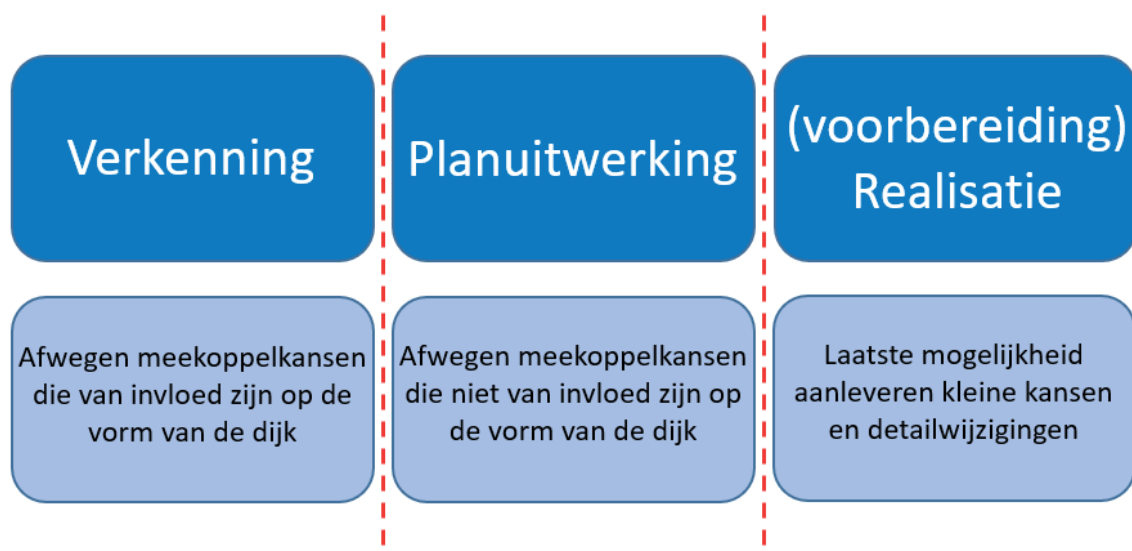 Verkenning
Planuitwerking
(voorbereiding)
Realisatie
Afwegen meekoppelkansen
die van invloed zijn op de
vorm van de dijk
Afwegen meekoppelkansen
die niet van invloed zijn op
de vorm van de dijk
Laatste mogelijkheid
aanleveren kleine kansen
en detailwijzigingen